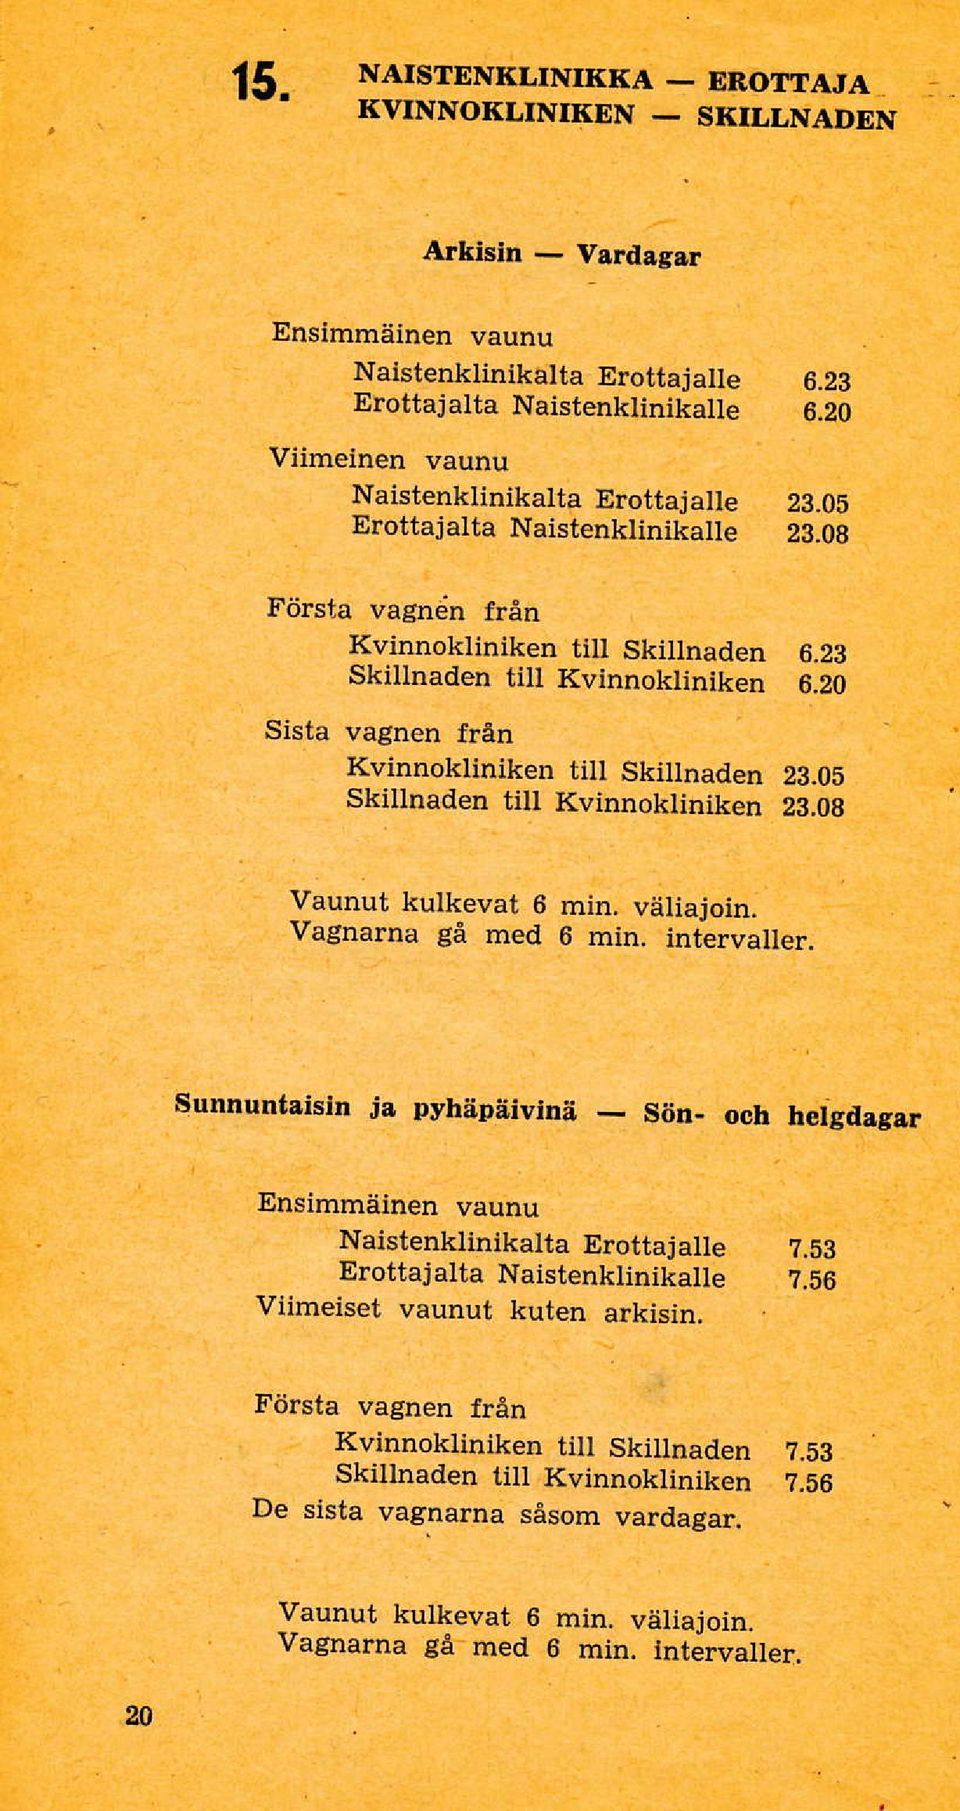 15. NAISTENKLINIKKA — EROTTAJA
KVINNOKLINIKEN — SKILLNADEN
Arkisin — Vardagar
Ensimmäinen vaunu
Naistenklinikalta Erottajalle 6.23
Erottajalta Naistenklinikalle 6.20
Viimeinen vaunu
Naistenklinikalta Erottajalle 23.05
Erottajalta Naistenklinikalle 23.08
Första vagnen från
Kvinnokliniken till Skillnaden 6.23
Skillnaden till Kvinnokliniken 6.20
Sista vagnen från
Kvinnokliniken till Skillnaden 23.05
Skillnaden till Kvinnokliniken 23.08
Vaunut kulkevat 6 min. väliajoin.
Vagnarna gå med 6 min. intervaller.
Sunnuntaisin ja pyhäpäivinä — Sön- och helgdagar
Ensimmäinen vaunu
Naistenklinikalta Erottajalle 7.53
Erottajalta Naistenklinikalle 7.56
Viimeiset vaunut kuten arkisin.
Första vagnen från
Kvinnokliniken till Skillnaden 7.53
Skillnaden till Kvinnokliniken 7.56
De sista vagnarna såsom vardagar.
Vaunut kulkevat 6 min. väliajoin.
Vagnarna gå med 6 min. intervaller.
20